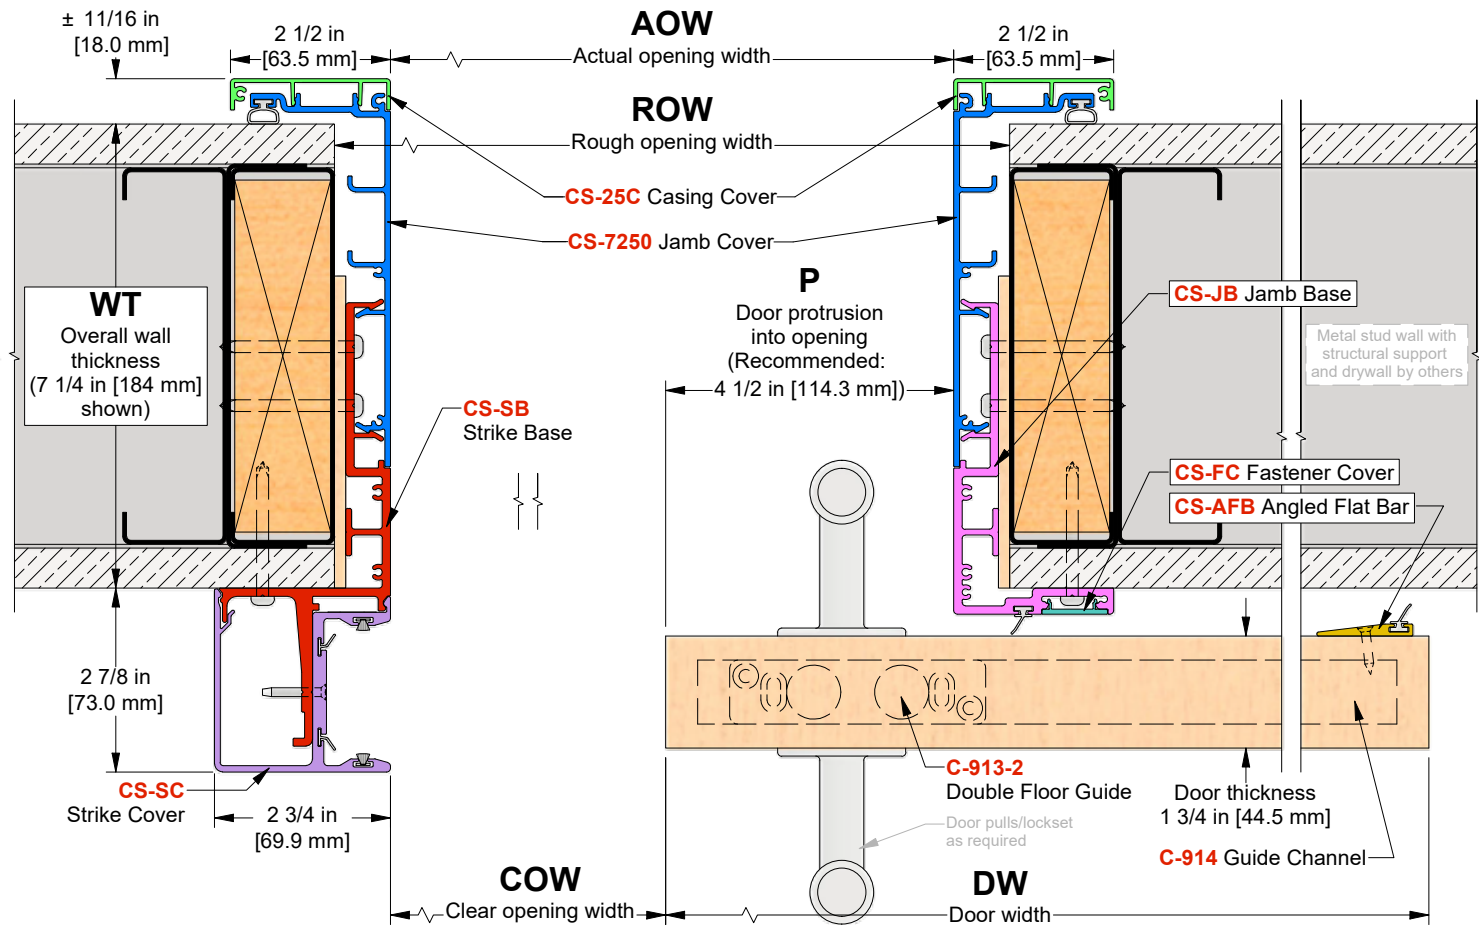 ± 11/16 in
[18.0 mm]
2 1/2 in
[63.5 mm]
AOW
Actual opening width
2 1/2 in
[63.5 mm]
ROW
Rough opening width
CS-25C Casing Cover
CS-7250 Jamb Cover
WT
Overall wall
thickness
(7 1/4 in [184 mm]
shown)
P
Door protrusion
into opening
(Recommended:
4 1/2 in [114.3 mm])
CS-JB Jamb Base
Metal stud wall with
structural support
and drywall by others
CS-SB
Strike Base
CS-FC Fastener Cover
CS-AFB Angled Flat Bar
2 7/8 in
[73.0 mm]
CS-SC
Strike Cover
2 3/4 in
[69.9 mm]
C-913-2
Double Floor Guide
Door pulls/lockset
as required
Door thickness
1 3/4 in [44.5 mm]
C-914 Guide Channel
COW
Clear opening width
DW
Door width